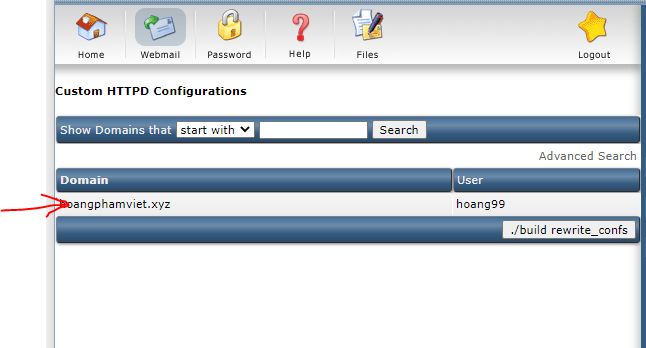 Home Webmail Password Help Files Logout
Custom HTTPD Configurations
Show Domains that start with Search
Advanced Search
Domain User
hoangphamviet.xyz hoang99
./build rewrite_confs